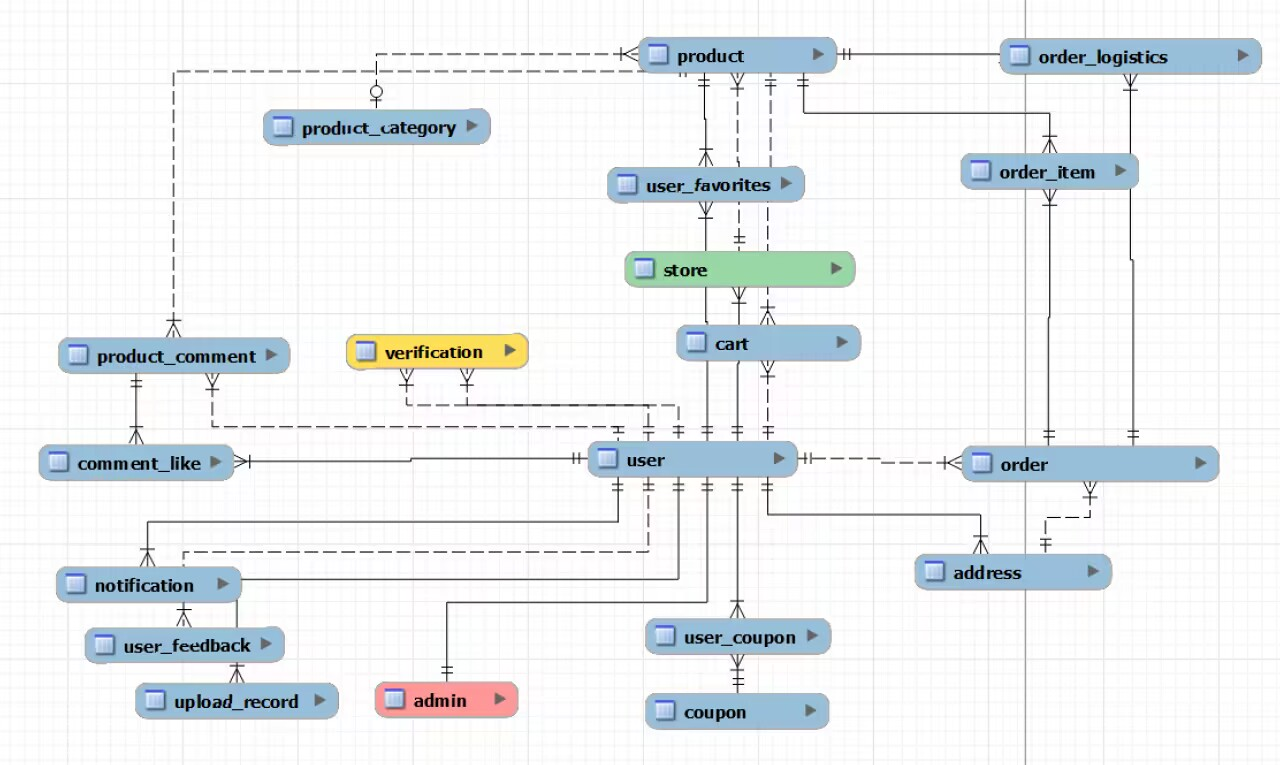 product
order_logistics
product_category
order_item
user_favorites
store
cart
product_comment
verification
comment_like
user
order
notification
address
user_feedback
user_coupon
upload_record
admin
coupon